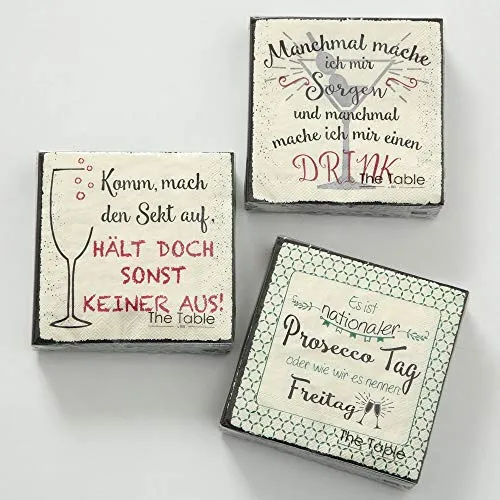 Manchmal mache
ich mir
Sorgen
und manchmal
mache ich mir einen
DRINK
The Table
Komm, mach
den Sekt auf,
HÄLT DOCH
SONST
KEINER AUS!
The Table
Es ist
nationaler
Prosecco Tag
oder wie wir es nennen:
Freitag
The Table